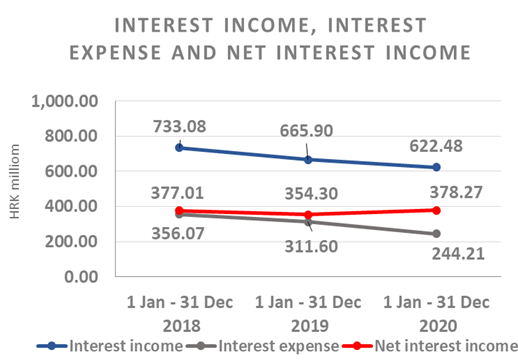 INTEREST INCOME, INTEREST
EXPENSE AND NET INTEREST INCOME
HRK milliom
1,000.00
800.00
600.00
400.00
200.00
0.00
733.08
665.90
622.48
377.01
354.30
378.27
356.07
311.60
244.21
1 Jan - 31 Dec 1 Jan - 31 Dec 1 Jan - 31 Dec
2018 2019 2020
Interest income Interest expense Net interest income